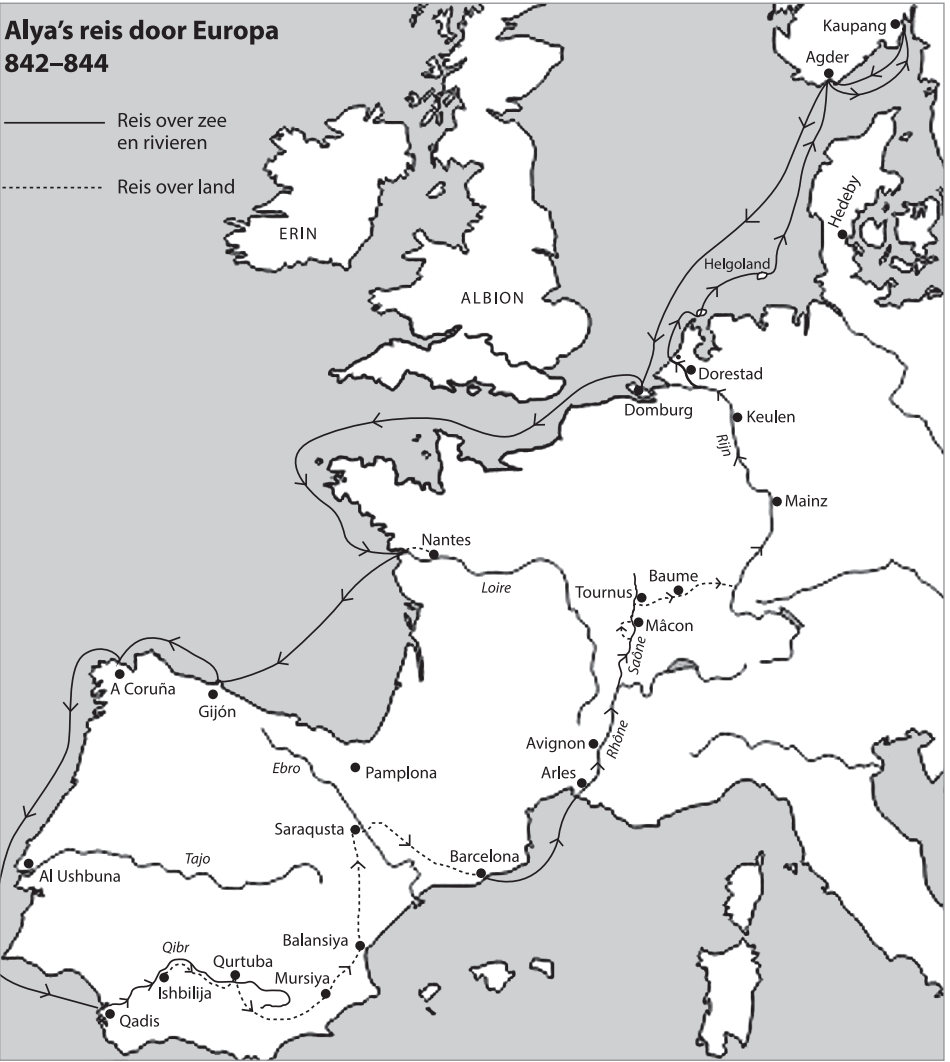 Alya's reis door Europa
842–844
Reis over zee
en rivieren
Reis over land
Kaupang
Agder
Hedeby
ERIN
Helgoland
ALBION
Dorestad
Domburg
Keulen
Rijn
Mainz
Nantes
Loire
Tournus
Baume
Mâcon
Saône
A Coruña
Gijón
Avignon
Rhône
Ebro
Pamplona
Arles
Saraqusta
Barcelona
Al Ushbuna
Tajo
Balansiya
Qibr
Qurtuba
Mursiya
Ishbilija
Qadis